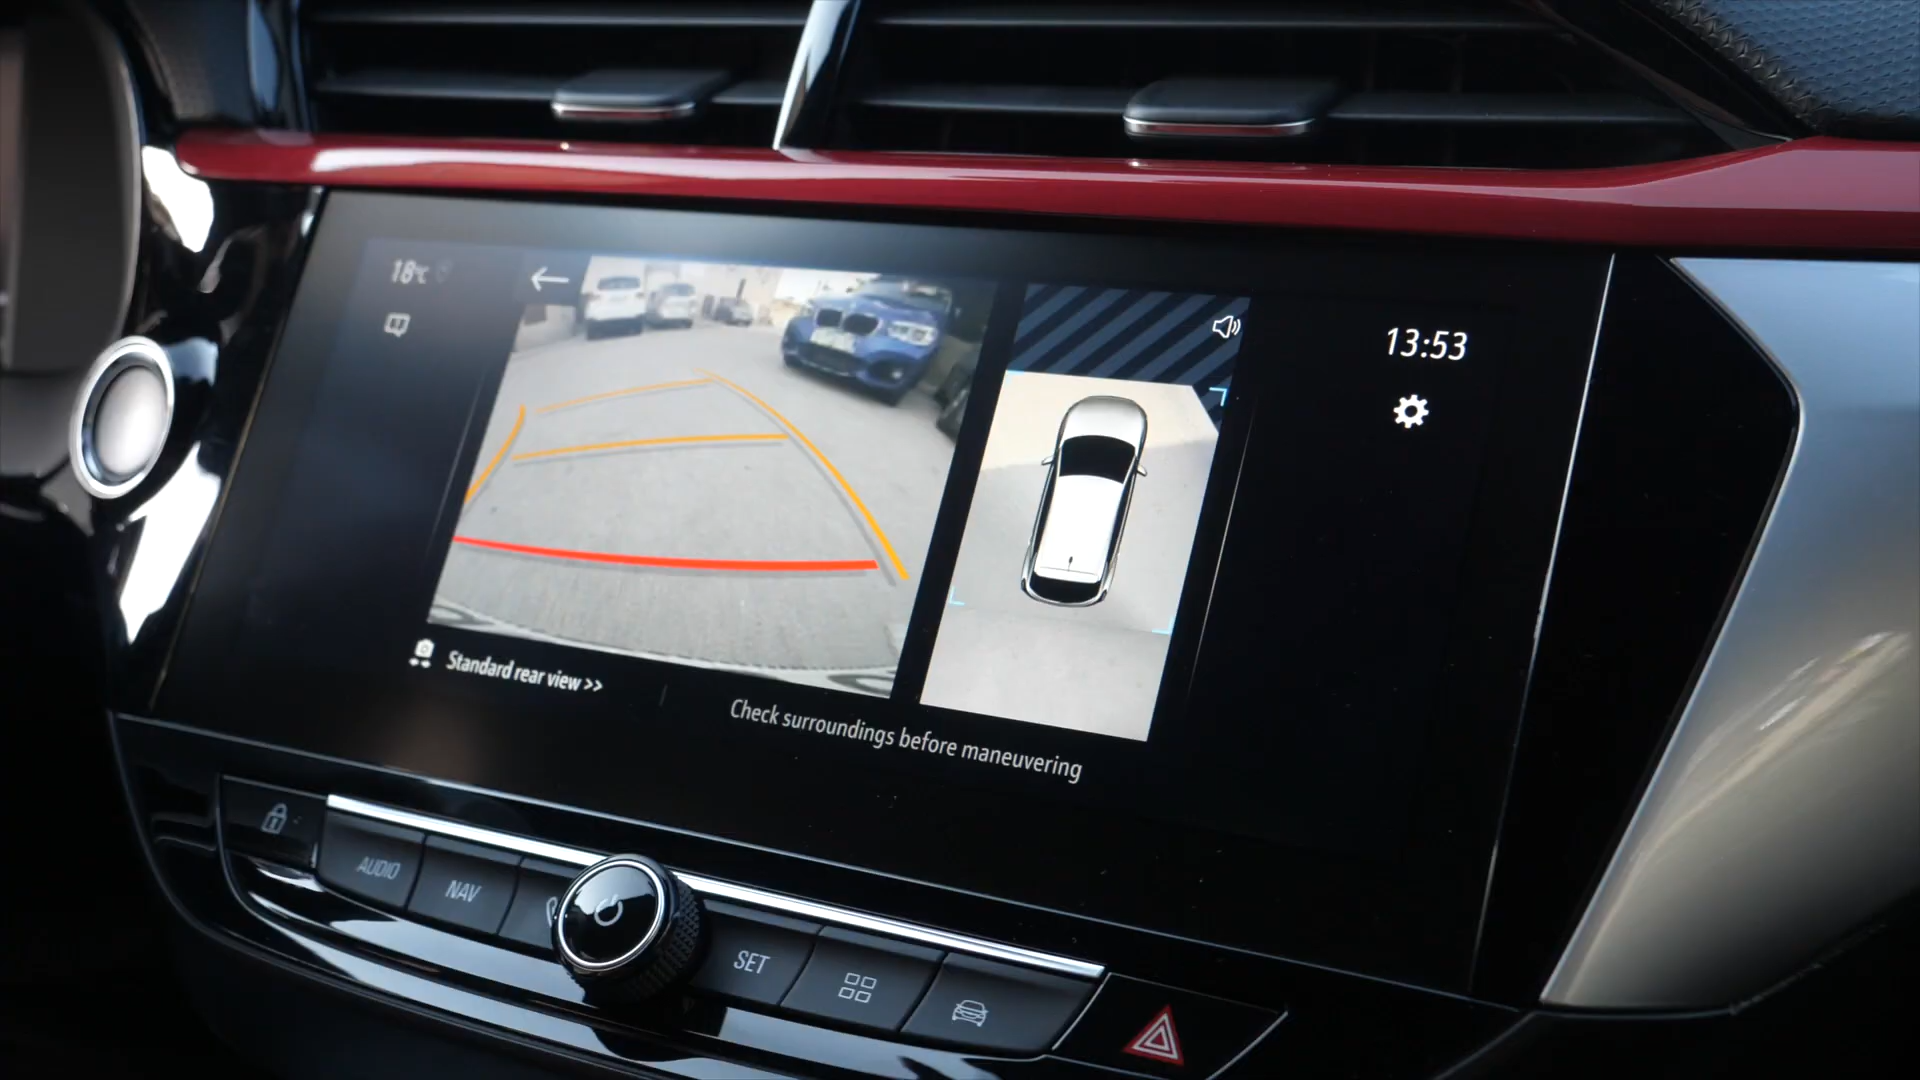 18°C
13:53
Standard rear view >>
Check surroundings before maneuvering
AUDIO
NAV
SET